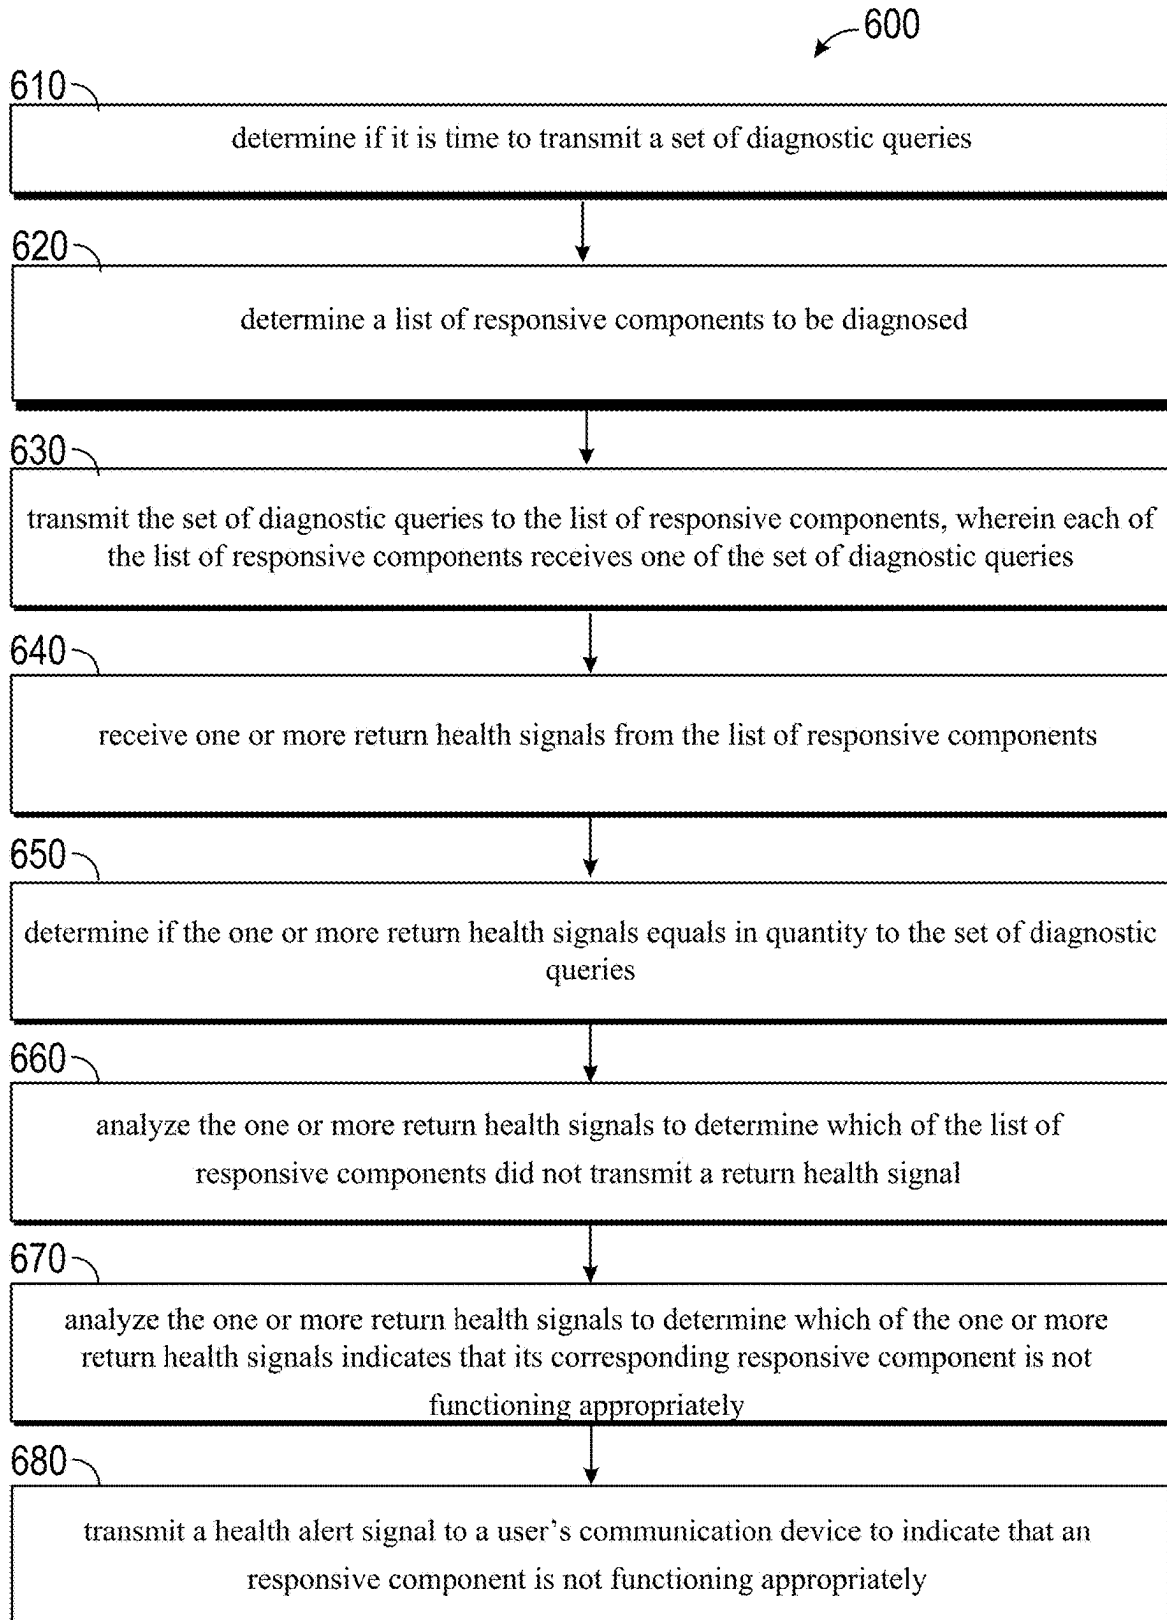 600
610
determine if it is time to transmit a set of diagnostic queries
620
determine a list of responsive components to be diagnosed
630
transmit the set of diagnostic queries to the list of responsive components, wherein each of
the list of responsive components receives one of the set of diagnostic queries
640
receive one or more return health signals from the list of responsive components
650
determine if the one or more return health signals equals in quantity to the set of diagnostic
queries
660
analyze the one or more return health signals to determine which of the list of
responsive components did not transmit a return health signal
670
analyze the one or more return health signals to determine which of the one or more
return health signals indicates that its corresponding responsive component is not
functioning appropriately
680
transmit a health alert signal to a user's communication device to indicate that an
responsive component is not functioning appropriately